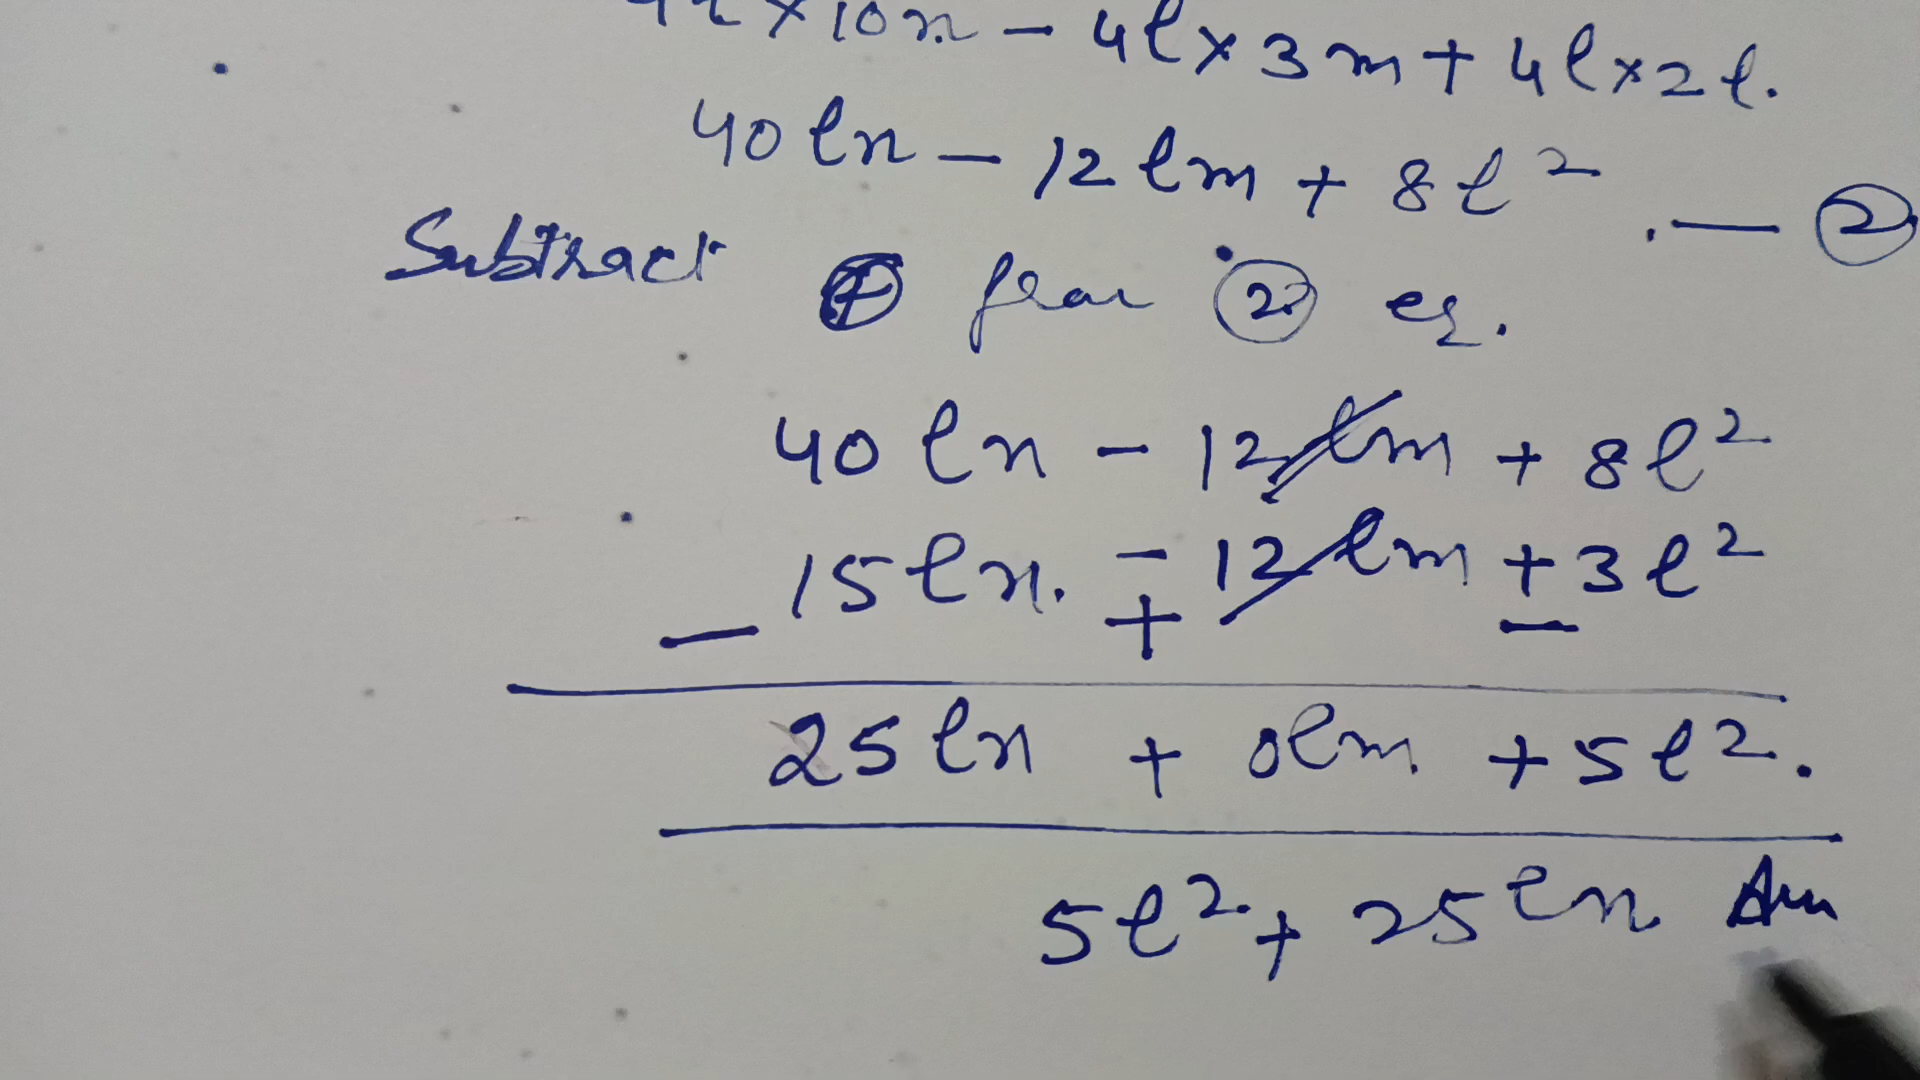 4l × 10n - 4l × 3m + 4l × 2l.
40ln - 12lm + 8l² . — ②
Subtract ① from ② eq.
40ln - 12lm + 8l²
15ln. - 12lm + 3l²
- + -
25ln + 0lm + 5l².
5l² + 25ln Ans